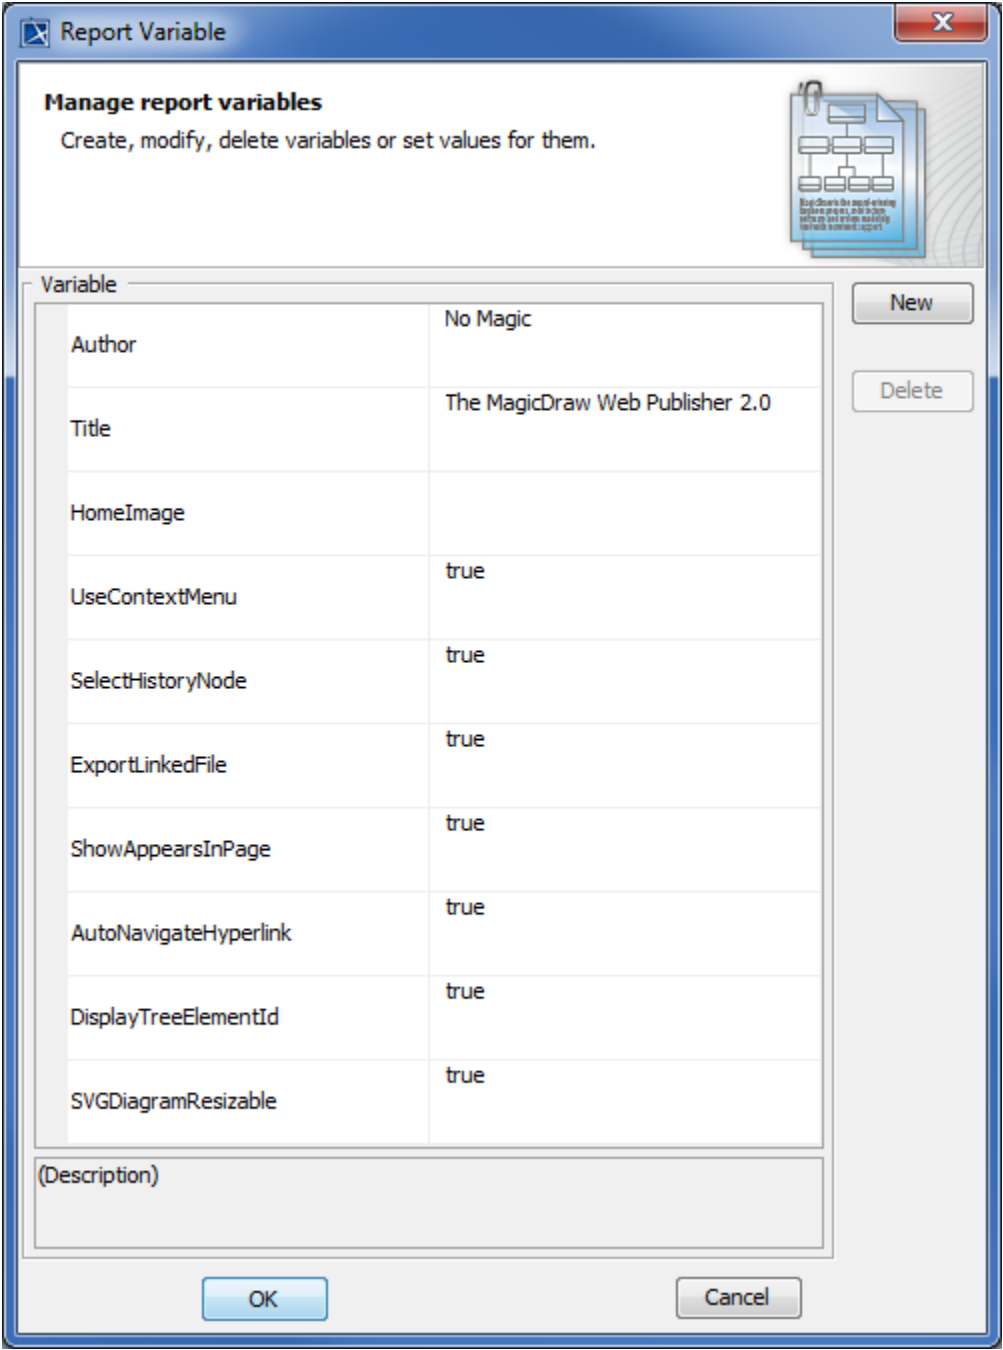 Report Variable
Manage report variables
Create, modify, delete variables or set values for them.
Variable
New
Delete
Author
No Magic
Title
The MagicDraw Web Publisher 2.0
HomeImage
UseContextMenu
true
SelectHistoryNode
true
ExportLinkedFile
true
ShowAppearsInPage
true
AutoNavigateHyperlink
true
DisplayTreeElementId
true
SVGDiagramResizable
true
(Description)
OK
Cancel